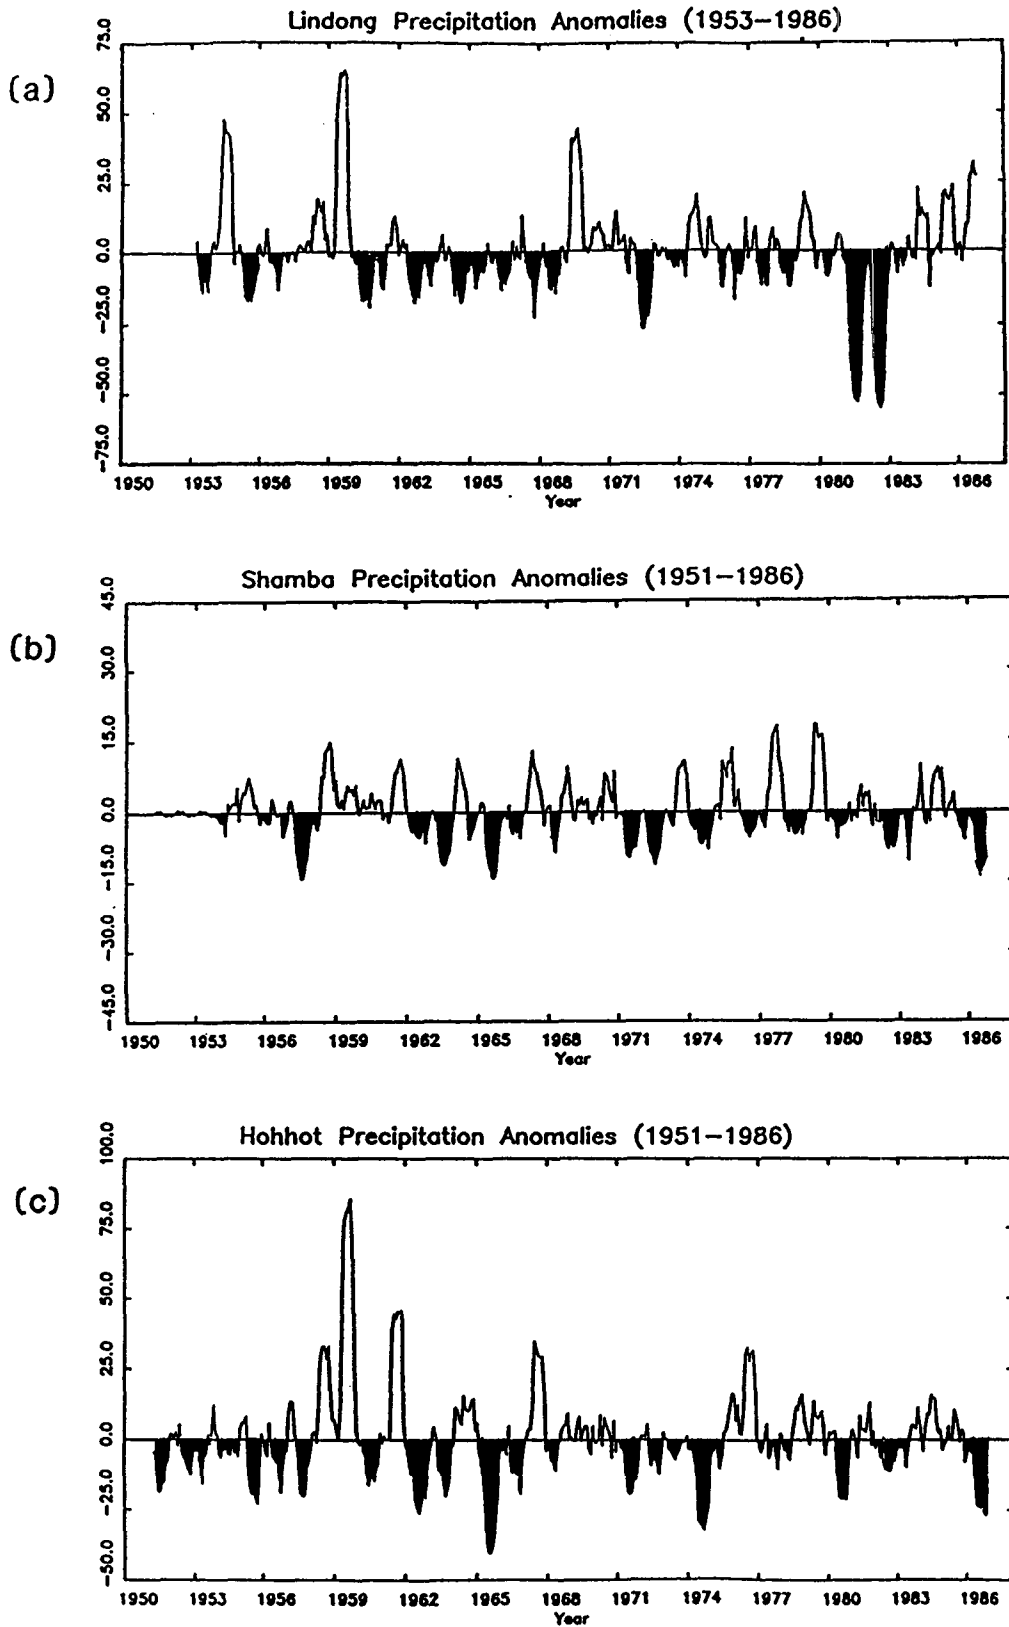 Lindong Precipitation Anomalies (1953–1986)
(a)
75.0
50.0
25.0
0.0
−25.0
−50.0
−75.0
1950 1953 1956 1959 1962 1965 1968 1971 1974 1977 1980 1983 1986
Year
Shamba Precipitation Anomalies (1951–1986)
(b)
45.0
30.0
15.0
0.0
−15.0
−30.0
−45.0
1950 1953 1956 1959 1962 1965 1968 1971 1974 1977 1980 1983 1986
Year
Hohhot Precipitation Anomalies (1951–1986)
(c)
100.0
75.0
50.0
25.0
0.0
−25.0
−50.0
1950 1953 1956 1959 1962 1965 1968 1971 1974 1977 1980 1983 1986
Year